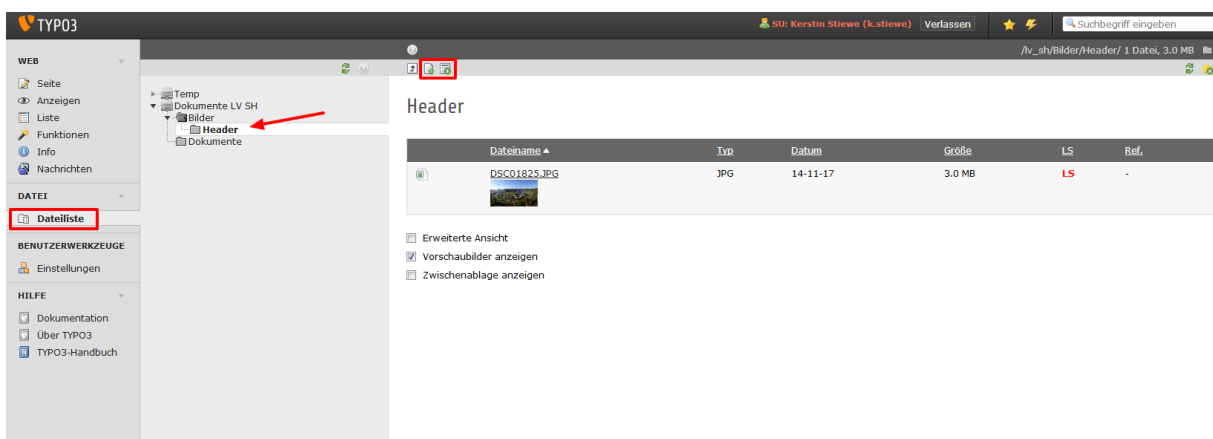 TYPO3
SU: Kerstin Stiewe (k.stiewe)
Verlassen
Suchbegriff eingeben
/lv_sh/Bilder/Header/ 1 Datei, 3.0 MB
WEB
Seite
Anzeigen
Liste
Funktionen
Info
Nachrichten
DATEI
Dateiliste
BENUTZERWERKZEUGE
Einstellungen
HILFE
Dokumentation
Über TYPO3
TYPO3-Handbuch
Temp
Dokumente LV SH
Bilder
Header
Dokumente
Header
Dateiname Typ Datum Größe LS Ref.
DSC01825.JPG JPG 14-11-17 3.0 MB LS -
Erweiterte Ansicht
Vorschaubilder anzeigen
Zwischenablage anzeigen